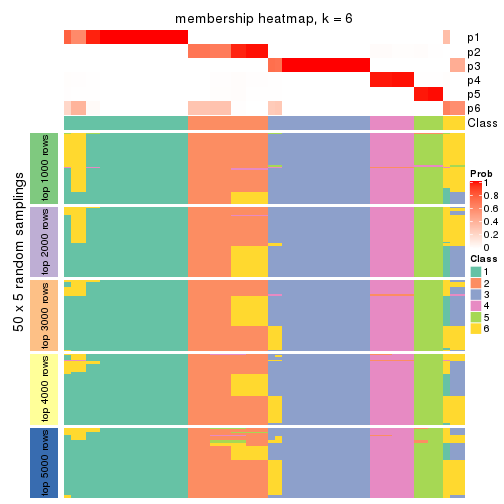 membership heatmap, k = 6
p1
p2
p3
p4
p5
p6
Class
50 x 5 random samplings
top 1000 rows
top 2000 rows
top 3000 rows
top 4000 rows
top 5000 rows
Prob
1
0.8
0.6
0.4
0.2
0
Class
1
2
3
4
5
6